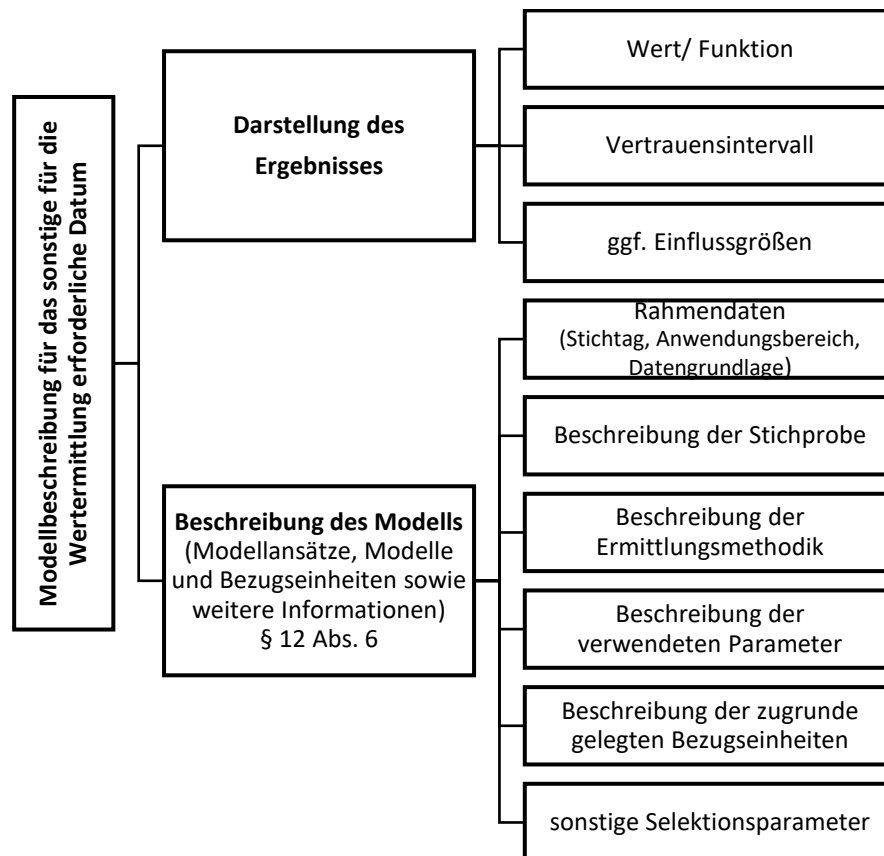 Modellbeschreibung für das sonstige für die
Wertermittlung erforderliche Datum
Darstellung des
Ergebnisses
Wert/ Funktion
Vertrauensintervall
ggf. Einflussgrößen
Beschreibung des Modells
(Modellansätze, Modelle
und Bezugseinheiten sowie
weitere Informationen)
§ 12 Abs. 6
Rahmendaten
(Stichtag, Anwendungsbereich,
Datengrundlage)
Beschreibung der Stichprobe
Beschreibung der
Ermittlungsmethodik
Beschreibung der
verwendeten Parameter
Beschreibung der zugrunde
gelegten Bezugseinheiten
sonstige Selektionsparameter